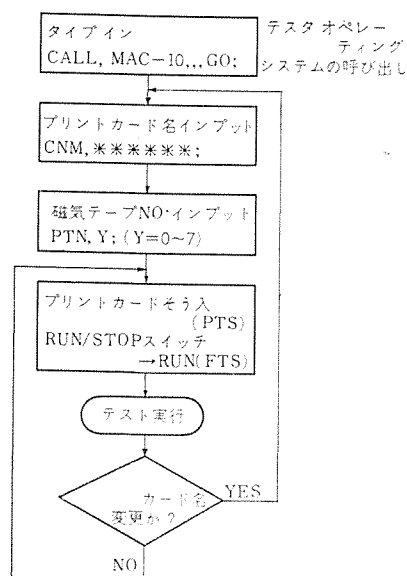 タイプイン
CALL, MAC-10,,,GO;
テスタオペレー
ティング
システムの呼び出し
プリントカード名インプット
CNM,******;
磁気テープNO·インプット
PTN,Y; (Y=0~7)
プリントカードそう入
(PTS)
RUN/STOPスイッチ
→RUN(FTS)
テスト実行
カード名
変更か?
YES
NO